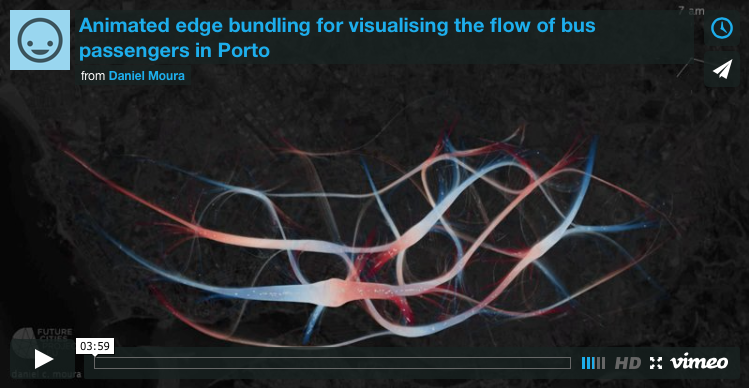 7 am
Animated edge bundling for visualising the flow of bus
passengers in Porto
from Daniel Moura
FUTURE
CITIES
03:59
HD
vimeo
daniel c. moura